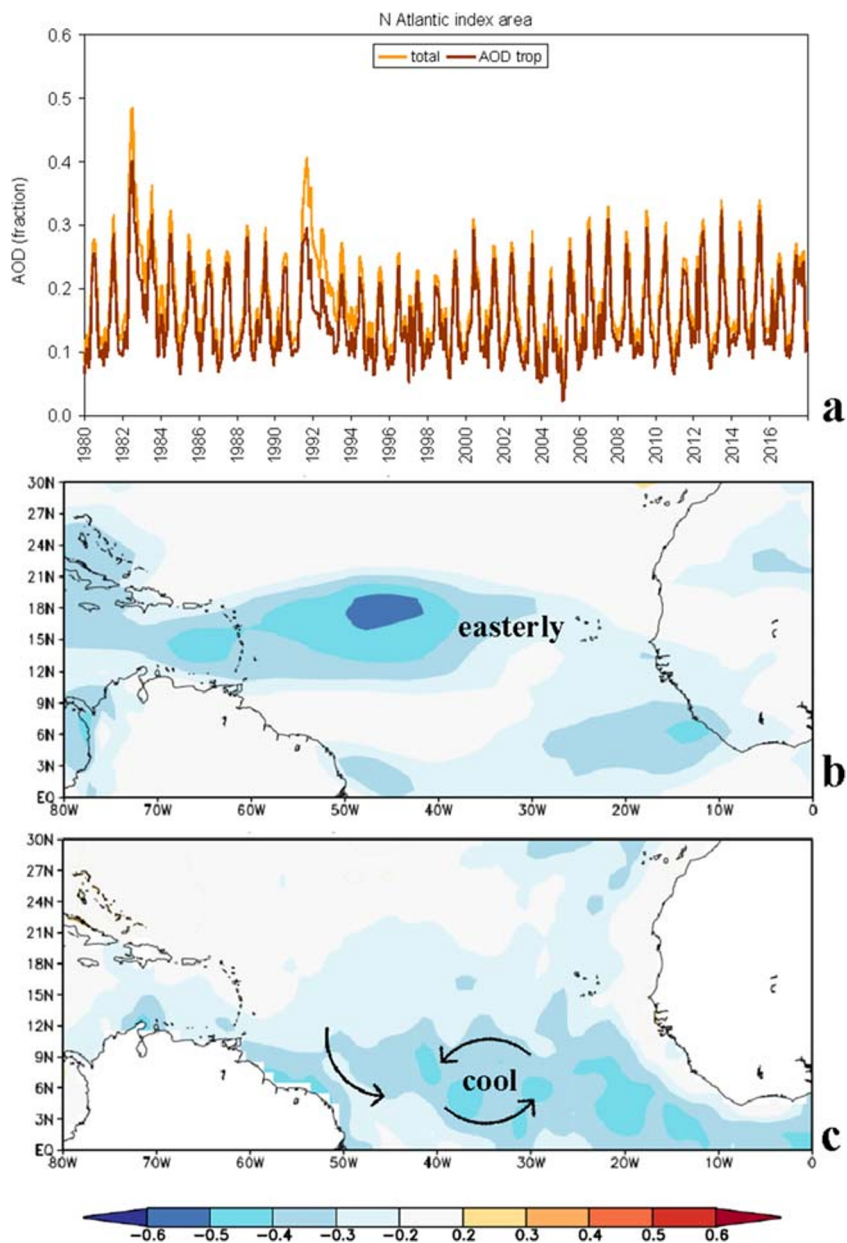 N Atlantic index area
total AOD trop
AOD (fraction)
0.6
0.5
0.4
0.3
0.2
0.1
0.0
1980 1982 1984 1986 1988 1990 1992 1994 1996 1998 2000 2002 2004 2006 2008 2010 2012 2014 2016
a
30N
27N
24N
21N
18N
15N
12N
9N
6N
3N
EQ
easterly
80W 70W 60W 50W 40W 30W 20W 10W 0
b
30N
27N
24N
21N
18N
15N
12N
9N
6N
3N
EQ
cool
80W 70W 60W 50W 40W 30W 20W 10W 0
c
-0.6 -0.5 -0.4 -0.3 -0.2 0.2 0.3 0.4 0.5 0.6